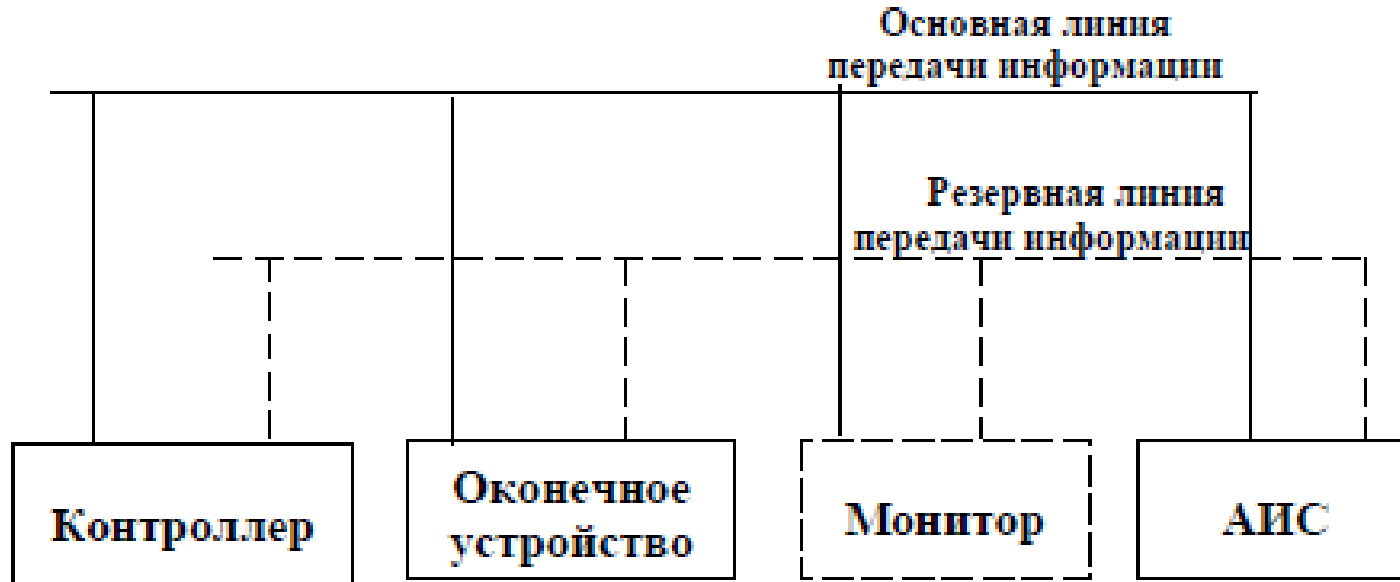 Основная линия
передачи информации
Резервная линия
передачи информации
Контроллер
Оконечное
устройство
Монитор
АИС